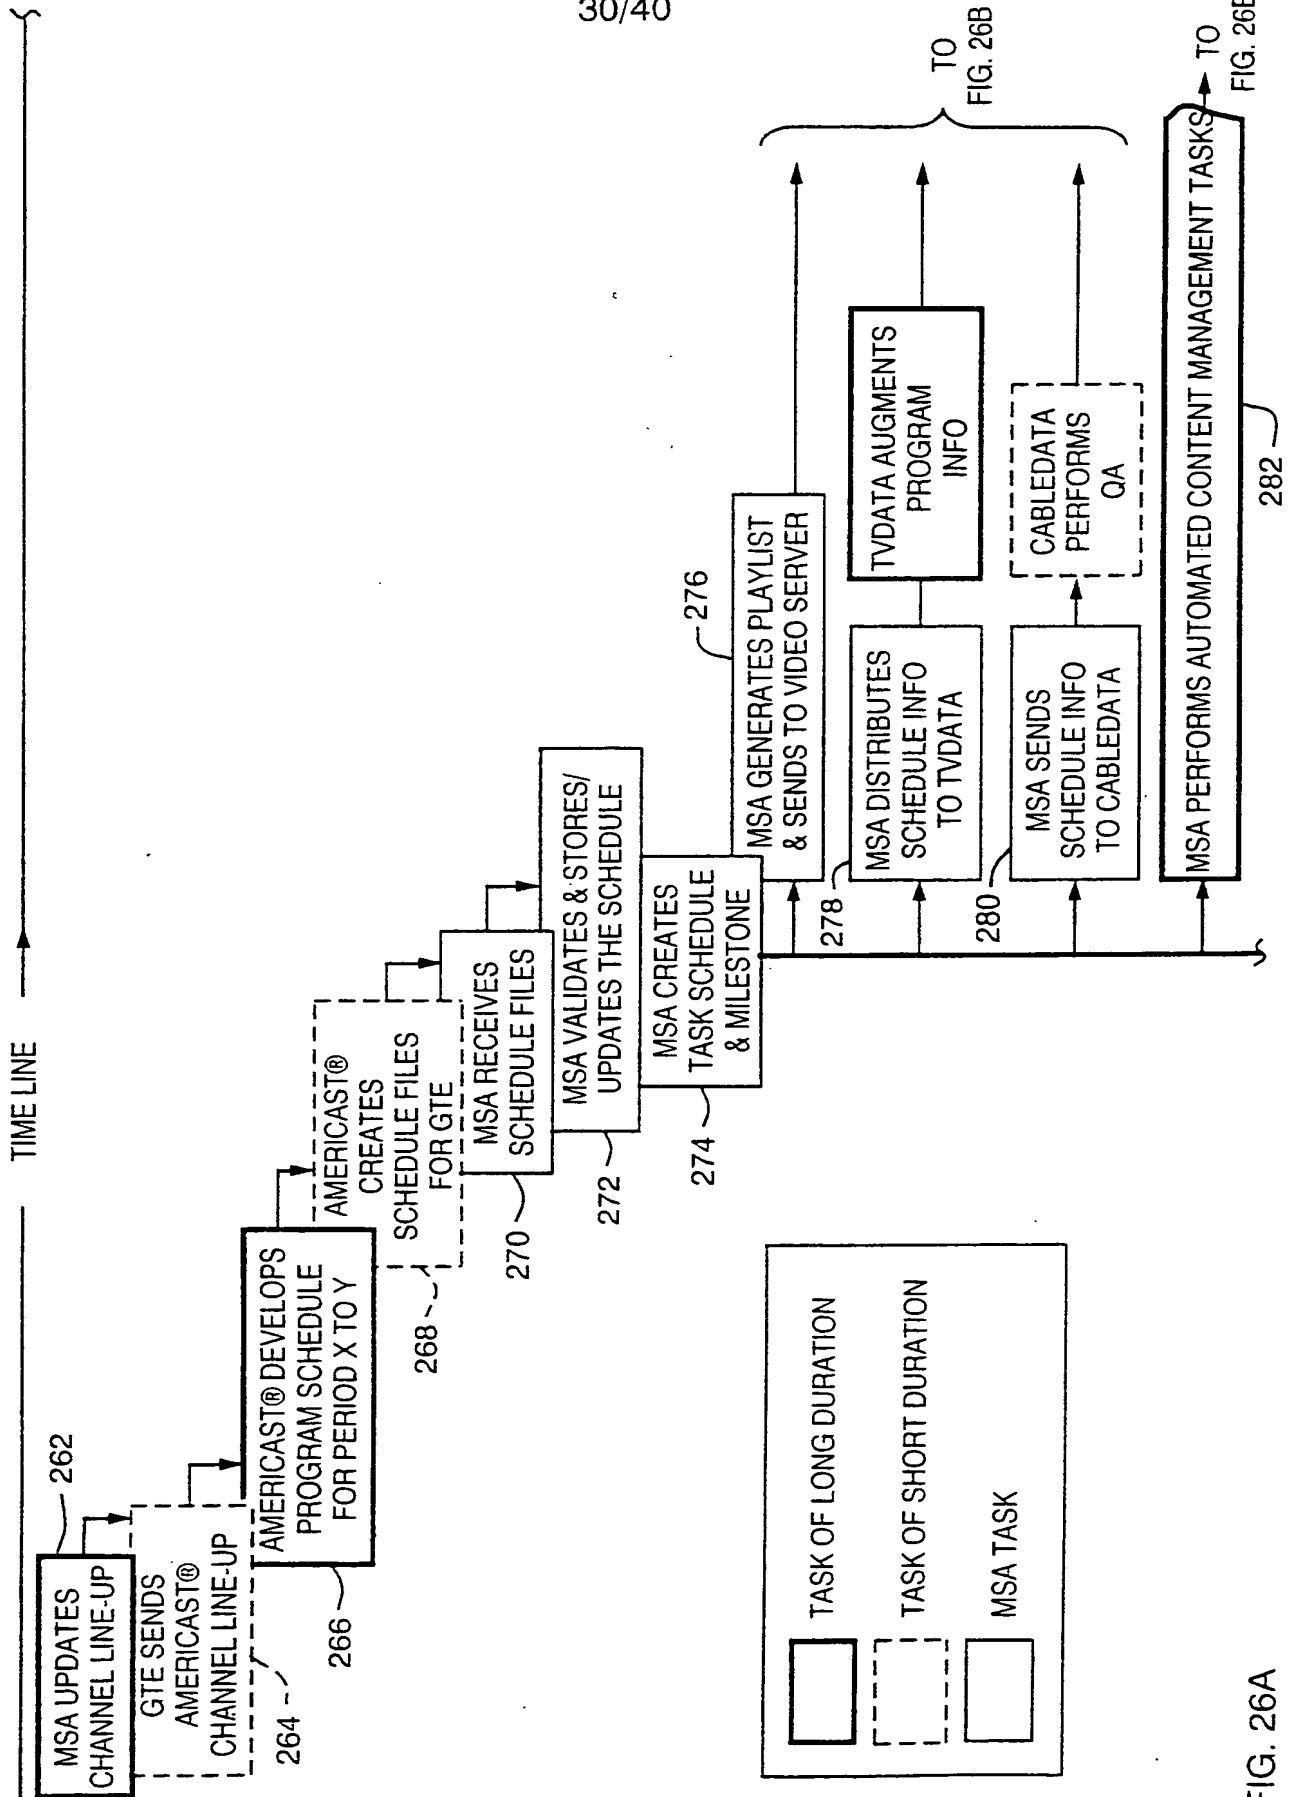 30/40
TIME LINE
MSA UPDATES
CHANNEL LINE-UP
262
GTE SENDS
AMERICAST®
CHANNEL LINE-UP
264
AMERICAST® DEVELOPS
PROGRAM SCHEDULE
FOR PERIOD X TO Y
266
AMERICAST®
CREATES
SCHEDULE FILES
FOR GTE
268
MSA RECEIVES
SCHEDULE FILES
270
MSA VALIDATES & STORES/
UPDATES THE SCHEDULE
272
MSA CREATES
TASK SCHEDULE
& MILESTONE
274
MSA GENERATES PLAYLIST
& SENDS TO VIDEO SERVER
276
MSA DISTRIBUTES
SCHEDULE INFO
TO TVDATA
278
TVDATA AUGMENTS
PROGRAM
INFO
MSA SENDS
SCHEDULE INFO
TO CABLEDATA
280
CABLEDATA
PERFORMS
QA
TO
FIG. 26B
MSA PERFORMS AUTOMATED CONTENT MANAGEMENT TASKS
282
TO
FIG. 26B
TASK OF LONG DURATION
TASK OF SHORT DURATION
MSA TASK
FIG. 26A